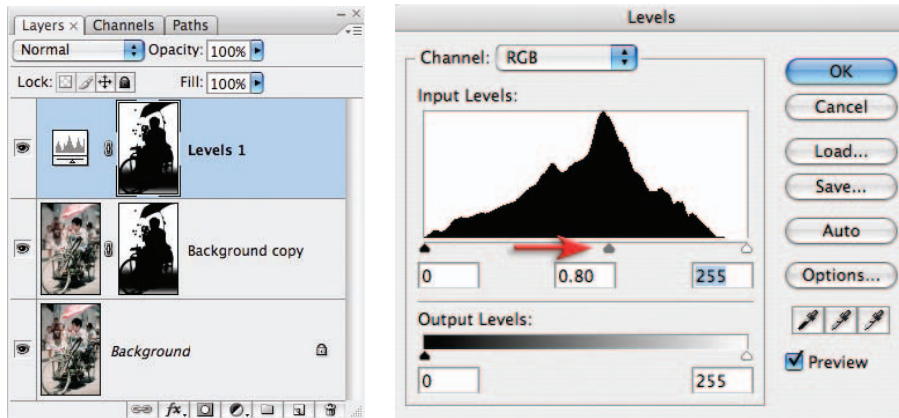 Layers × Channels Paths
Normal Opacity: 100%
Lock: Fill: 100%
Levels 1
Background copy
Background
fx.
Levels
Channel: RGB
Input Levels:
0 0.80 255
Output Levels:
0 255
OK
Cancel
Load...
Save...
Auto
Options...
Preview